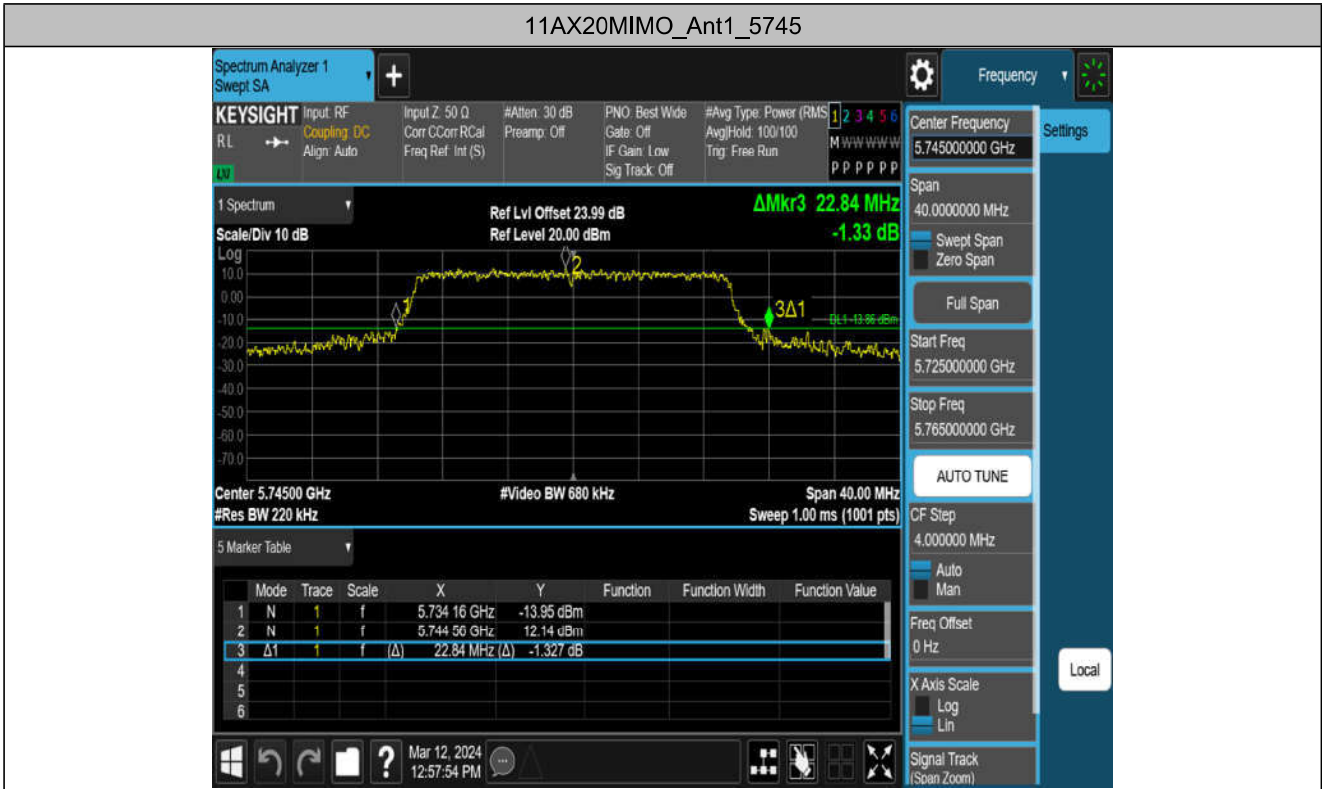 11AX20MIMO_Ant1_5745
Spectrum Analyzer 1
Swept SA
+
Frequency
KEYSIGHT
RL
Input: RF
Coupling: DC
Align: Auto
Input Z: 50 Ω
Corr CCorr RCal
Freq Ref: Int (S)
#Atten: 30 dB
Preamp: Off
PNO: Best Wide
Gate: Off
IF Gain: Low
Sig Track: Off
#Avg Type: Power (RMS
Avg|Hold: 100/100
Trig: Free Run
1 2 3 4 5 6
M W W W W W
P P P P P P
1 Spectrum
Scale/Div 10 dB
Ref Lvl Offset 23.99 dB
Ref Level 20.00 dBm
ΔMkr3 22.84 MHz
-1.33 dB
Log
10.0
0.00
-10.0
-20.0
-30.0
-40.0
-50.0
-60.0
-70.0
1
2
3Δ1
DL1 -13.86 dBm
Center 5.74500 GHz
#Res BW 220 kHz
#Video BW 680 kHz
Span 40.00 MHz
Sweep 1.00 ms (1001 pts)
5 Marker Table
Mode Trace Scale X Y Function Function Width Function Value
1 N 1 f 5.734 16 GHz -13.95 dBm
2 N 1 f 5.744 56 GHz 12.14 dBm
3 Δ1 1 f (Δ) 22.84 MHz (Δ) -1.327 dB
4
5
6
Center Frequency
5.745000000 GHz
Settings
Span
40.0000000 MHz
Swept Span
Zero Span
Full Span
Start Freq
5.725000000 GHz
Stop Freq
5.765000000 GHz
AUTO TUNE
CF Step
4.000000 MHz
Auto
Man
Freq Offset
0 Hz
Local
X Axis Scale
Log
Lin
Signal Track
(Span Zoom)
?
Mar 12, 2024
12:57:54 PM